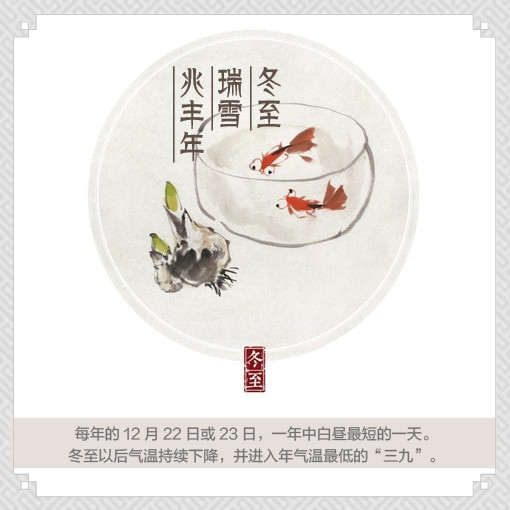 冬至
瑞雪
兆丰年
冬至
每年的 12 月 22 日或 23 日，一年中白昼最短的一天。
冬至以后气温持续下降，并进入年气温最低的“三九”。